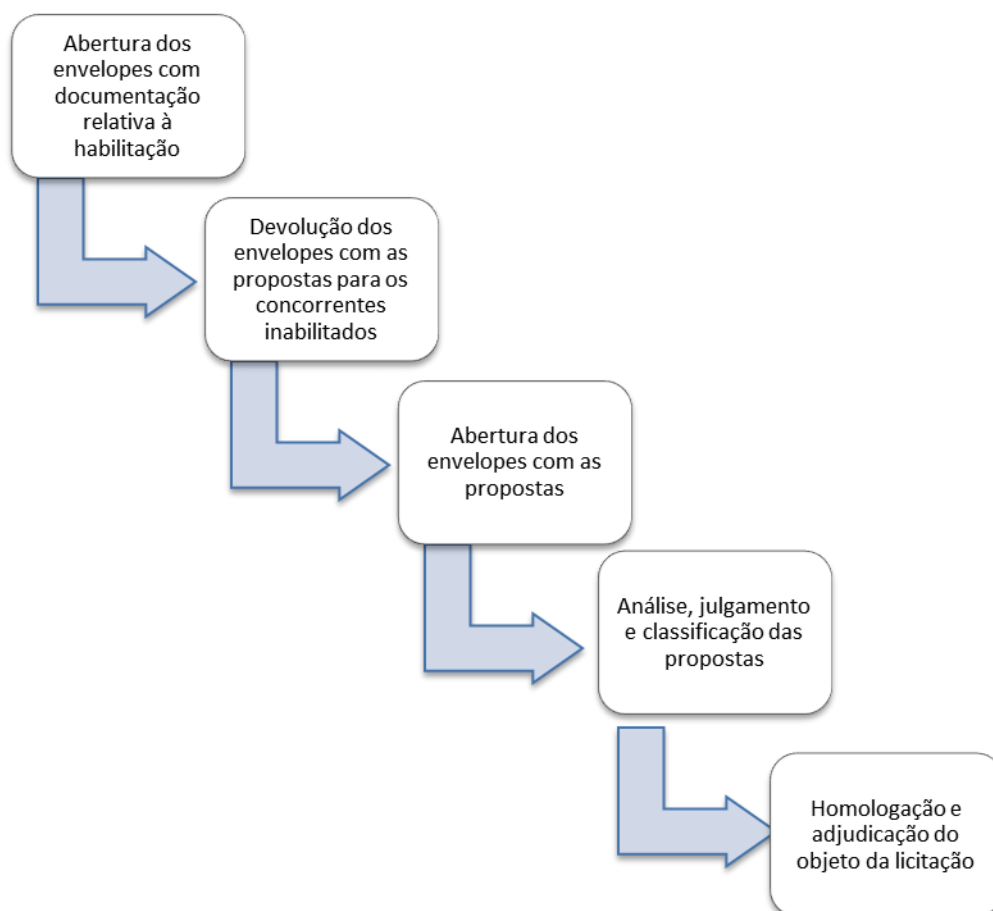 Abertura dos
envelopes com
documentação
relativa à
habilitação
Devolução dos
envelopes com as
propostas para os
concorrentes
inabilitados
Abertura dos
envelopes com as
propostas
Análise, julgamento
e classificação das
propostas
Homologação e
adjudicação do
objeto da licitação